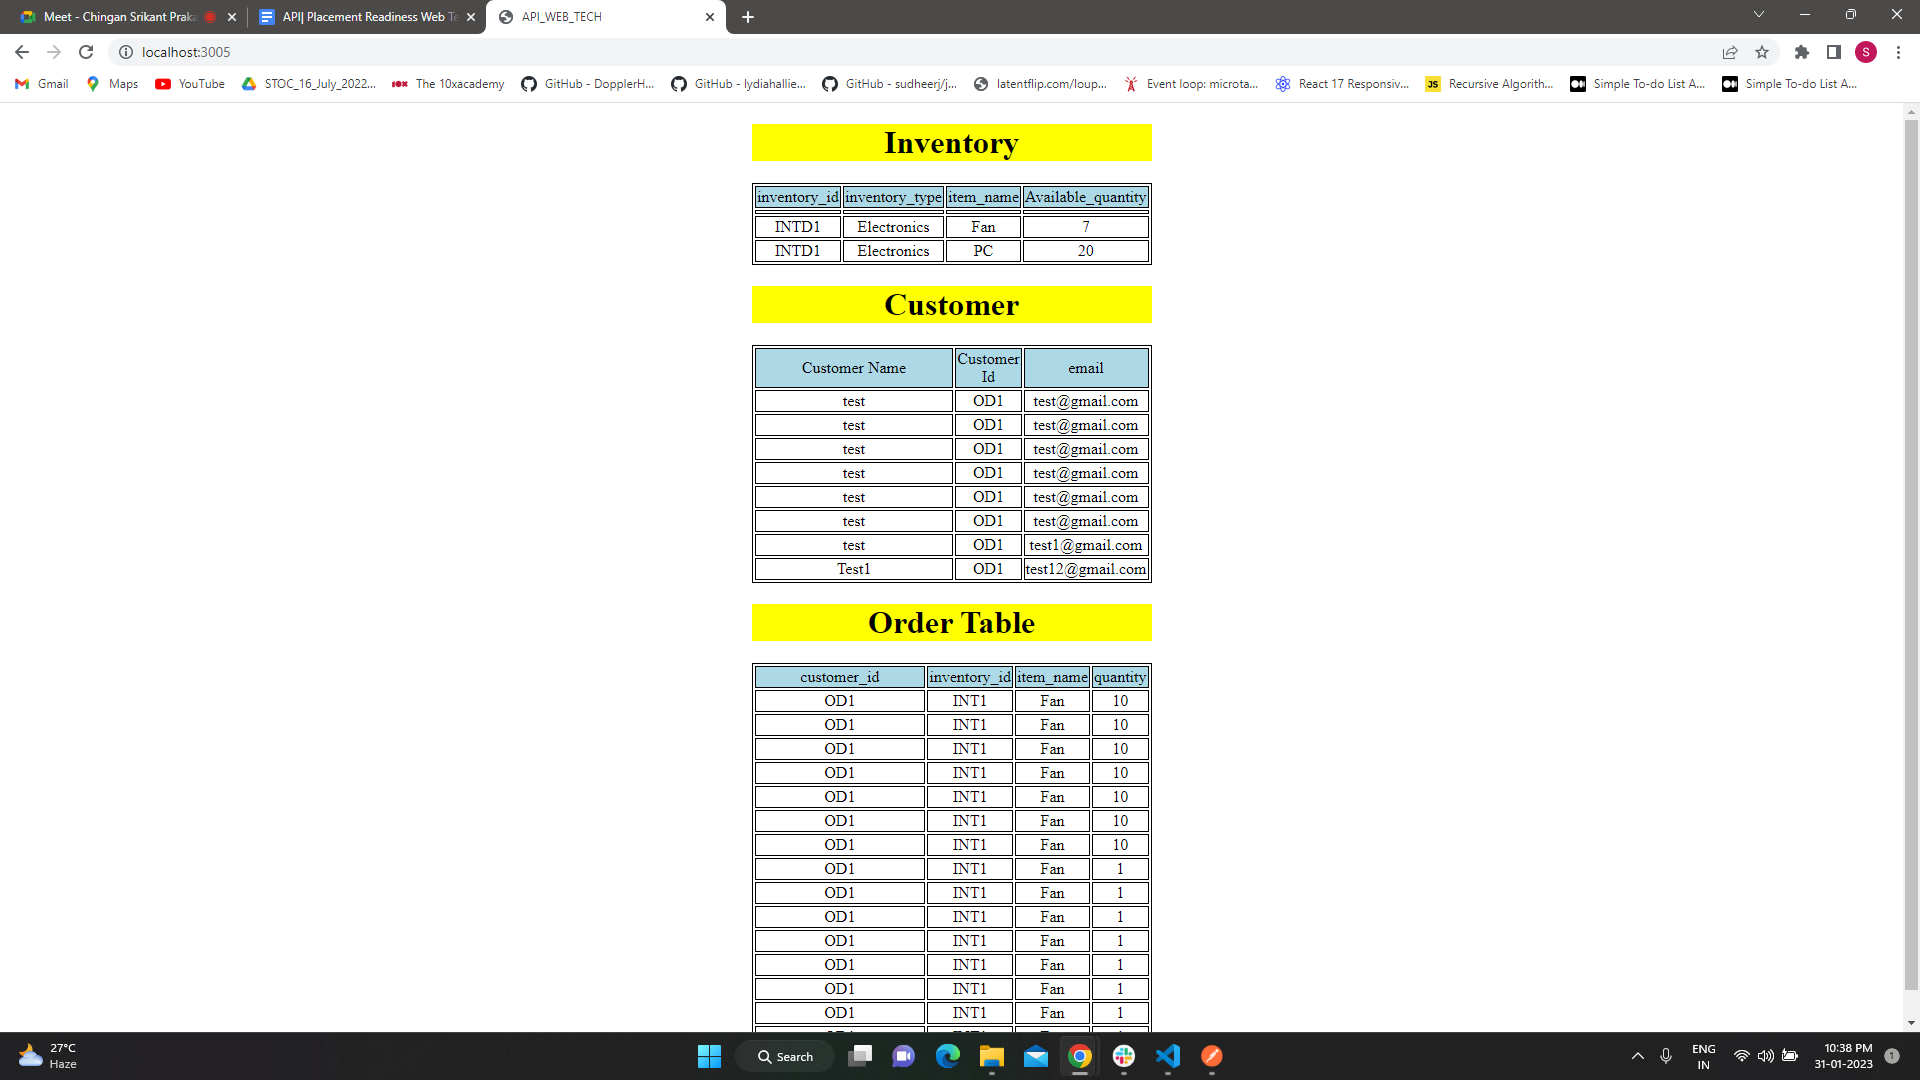 Meet - Chingan Srikant Praka
API| Placement Readiness Web Te
API_WEB_TECH
localhost:3005
S
Gmail
Maps
YouTube
STOC_16_July_2022...
The 10xacademy
GitHub - DopplerH...
GitHub - lydiahallie...
GitHub - sudheerj/j...
latentflip.com/loup...
Event loop: microta...
React 17 Responsiv...
JS Recursive Algorith...
Simple To-do List A...
Simple To-do List A...
Inventory
inventory_id inventory_type item_name Available_quantity
INTD1 Electronics Fan 7
INTD1 Electronics PC 20
Customer
Customer Name Customer Id email
test OD1 test@gmail.com
test OD1 test@gmail.com
test OD1 test@gmail.com
test OD1 test@gmail.com
test OD1 test@gmail.com
test OD1 test@gmail.com
test OD1 test1@gmail.com
Test1 OD1 test12@gmail.com
Order Table
customer_id inventory_id item_name quantity
OD1 INT1 Fan 10
OD1 INT1 Fan 10
OD1 INT1 Fan 10
OD1 INT1 Fan 10
OD1 INT1 Fan 10
OD1 INT1 Fan 10
OD1 INT1 Fan 10
OD1 INT1 Fan 1
OD1 INT1 Fan 1
OD1 INT1 Fan 1
OD1 INT1 Fan 1
OD1 INT1 Fan 1
OD1 INT1 Fan 1
OD1 INT1 Fan 1
27°C
Haze
Search
ENG
IN
10:38 PM
31-01-2023
1